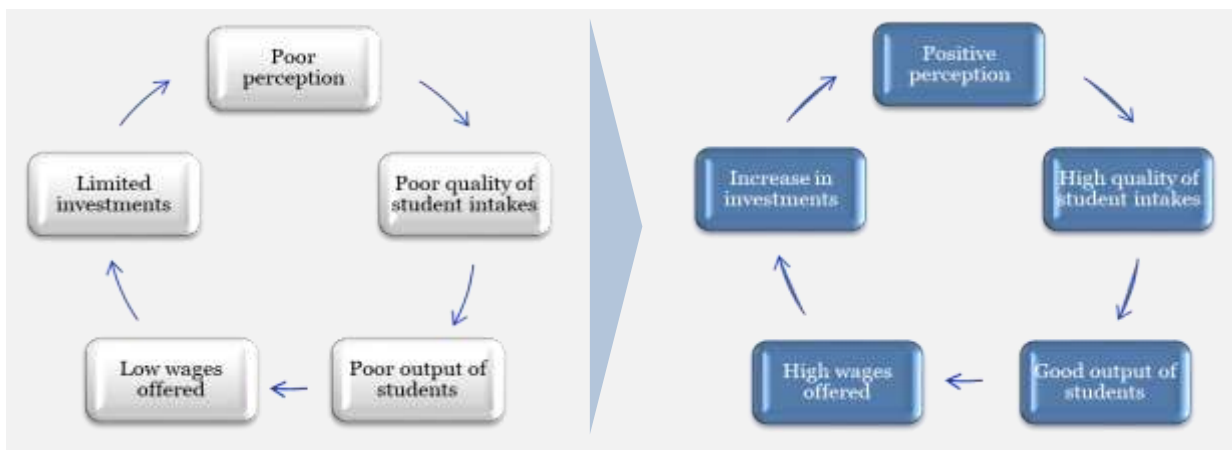 Poor
perception
Poor quality of
student intakes
Poor output of
students
Low wages
offered
Limited
investments
Positive
perception
High quality of
student intakes
Good output of
students
High wages
offered
Increase in
investments